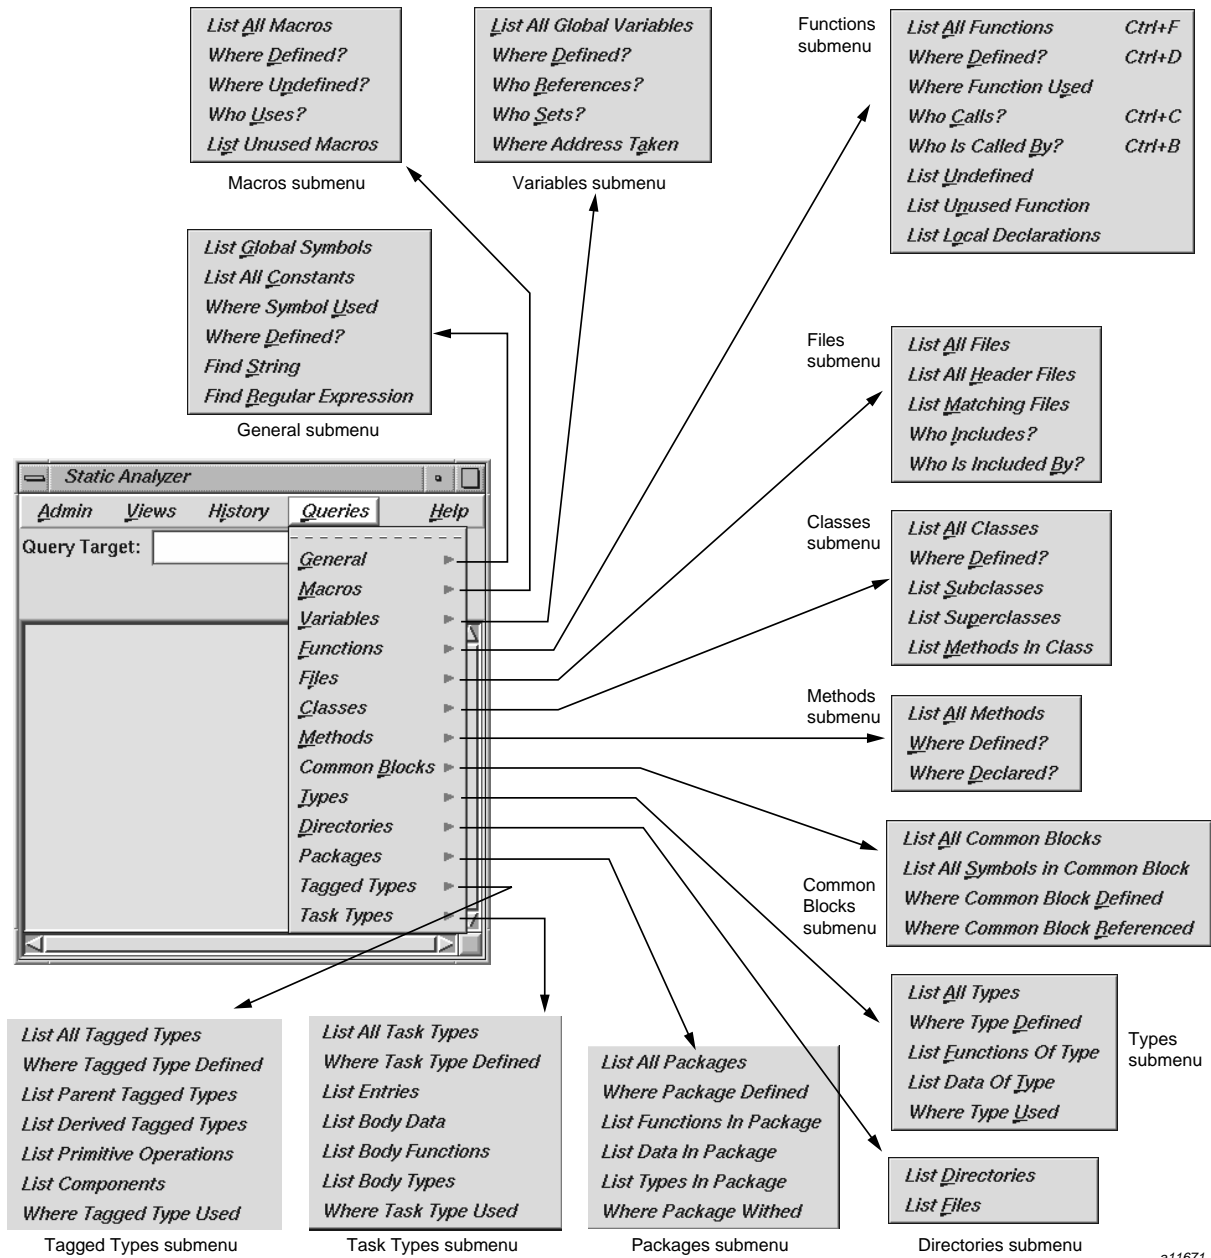 List All Macros
Where Defined?
Where Undefined?
Who Uses?
List Unused Macros
Macros submenu
List All Global Variables
Where Defined?
Who References?
Who Sets?
Where Address Taken
Variables submenu
Functions
submenu
List All Functions Ctrl+F
Where Defined? Ctrl+D
Where Function Used
Who Calls? Ctrl+C
Who Is Called By? Ctrl+B
List Undefined
List Unused Function
List Local Declarations
List Global Symbols
List All Constants
Where Symbol Used
Where Defined?
Find String
Find Regular Expression
General submenu
Files
submenu
List All Files
List All Header Files
List Matching Files
Who Includes?
Who Is Included By?
Static Analyzer
Admin Views History Queries Help
Query Target:
General
Macros
Variables
Functions
Files
Classes
Methods
Common Blocks
Types
Directories
Packages
Tagged Types
Task Types
Classes
submenu
List All Classes
Where Defined?
List Subclasses
List Superclasses
List Methods In Class
Methods
submenu
List All Methods
Where Defined?
Where Declared?
Common
Blocks
submenu
List All Common Blocks
List All Symbols in Common Block
Where Common Block Defined
Where Common Block Referenced
List All Types
Where Type Defined
List Functions Of Type
List Data Of Type
Where Type Used
Types
submenu
List All Tagged Types
Where Tagged Type Defined
List Parent Tagged Types
List Derived Tagged Types
List Primitive Operations
List Components
Where Tagged Type Used
Tagged Types submenu
List All Task Types
Where Task Type Defined
List Entries
List Body Data
List Body Functions
List Body Types
Where Task Type Used
Task Types submenu
List All Packages
Where Package Defined
List Functions In Package
List Data In Package
List Types In Package
Where Package Withed
Packages submenu
List Directories
List Files
Directories submenu
a11671